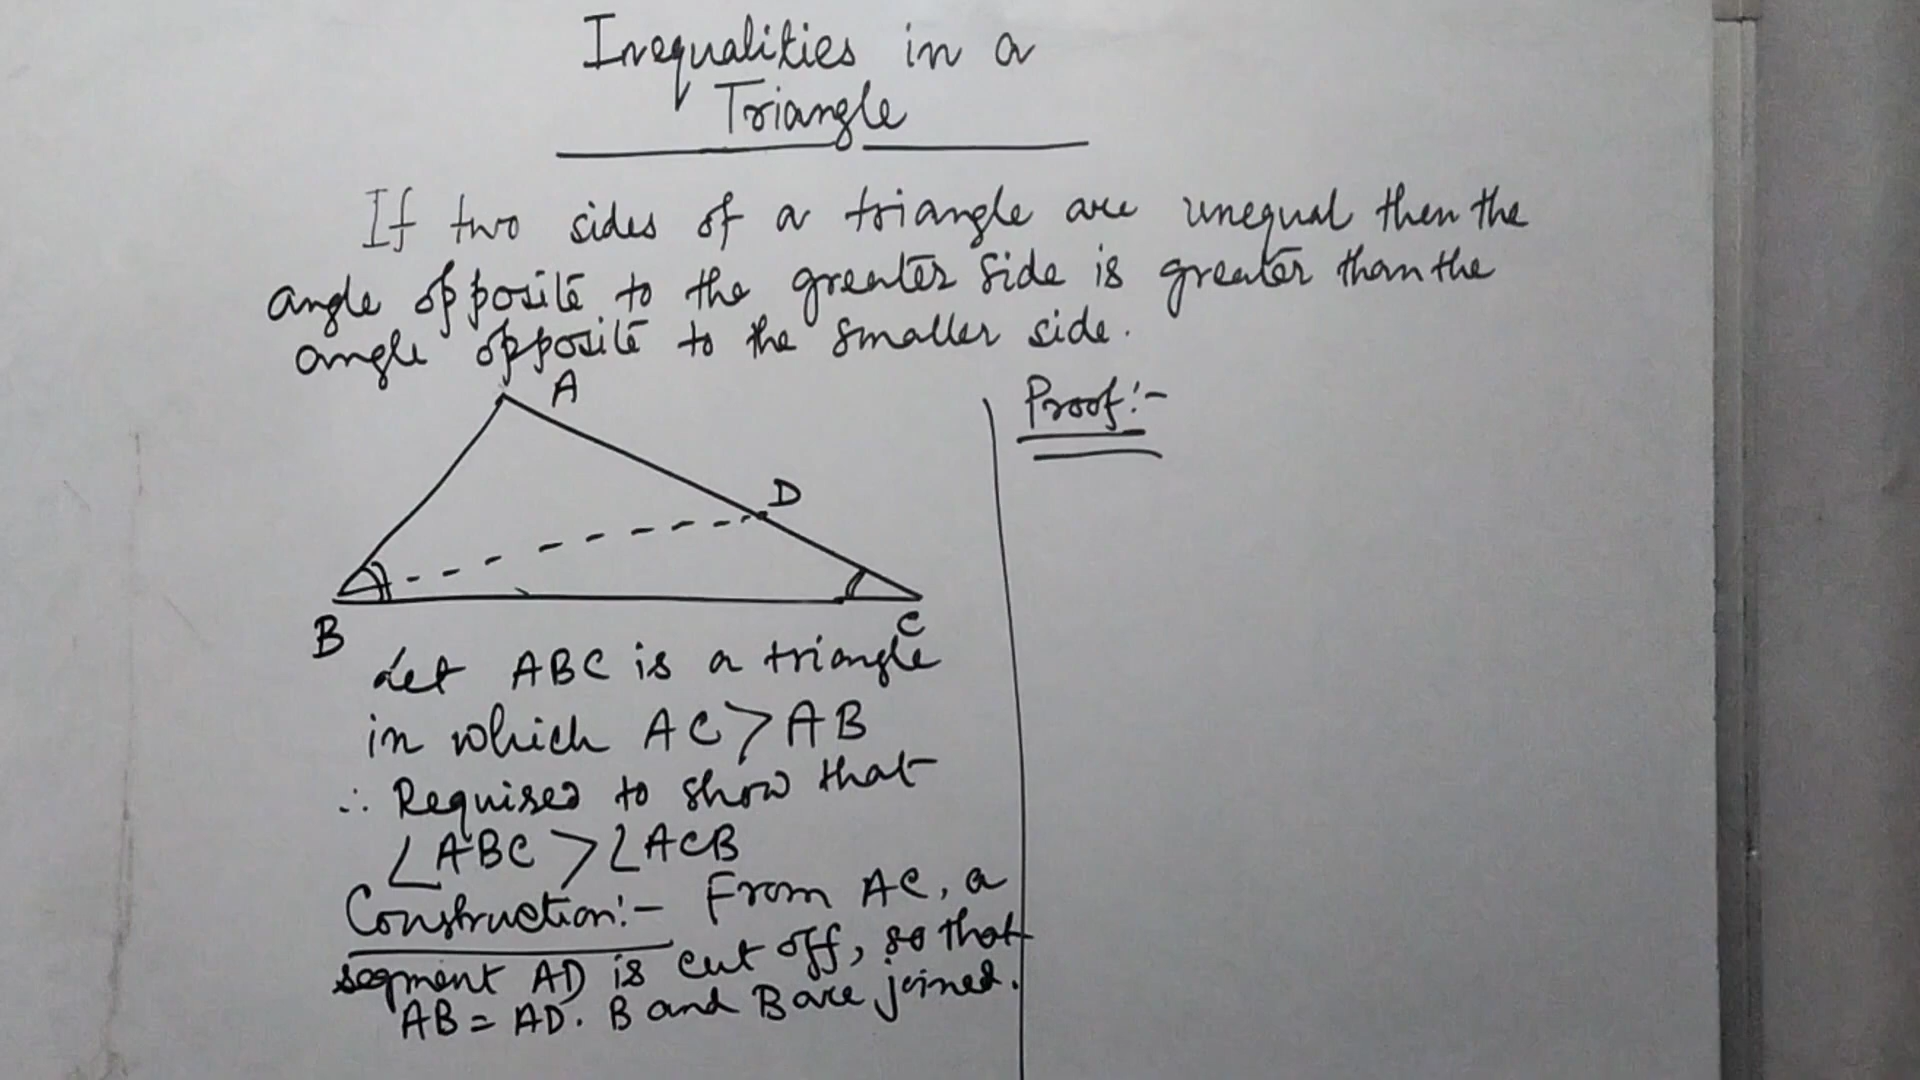 Inequalities in a
Triangle
If two sides of a triangle are unequal then the
angle opposite to the greater side is greater than the
angle opposite to the smaller side.
A
D
B
C
Let ABC is a triangle
in which AC > AB
∴ Required to show that
∠ABC > ∠ACB
Construction:- From AC, a
segment AD is cut off, so that
AB = AD. B and B are joined.
Proof:-